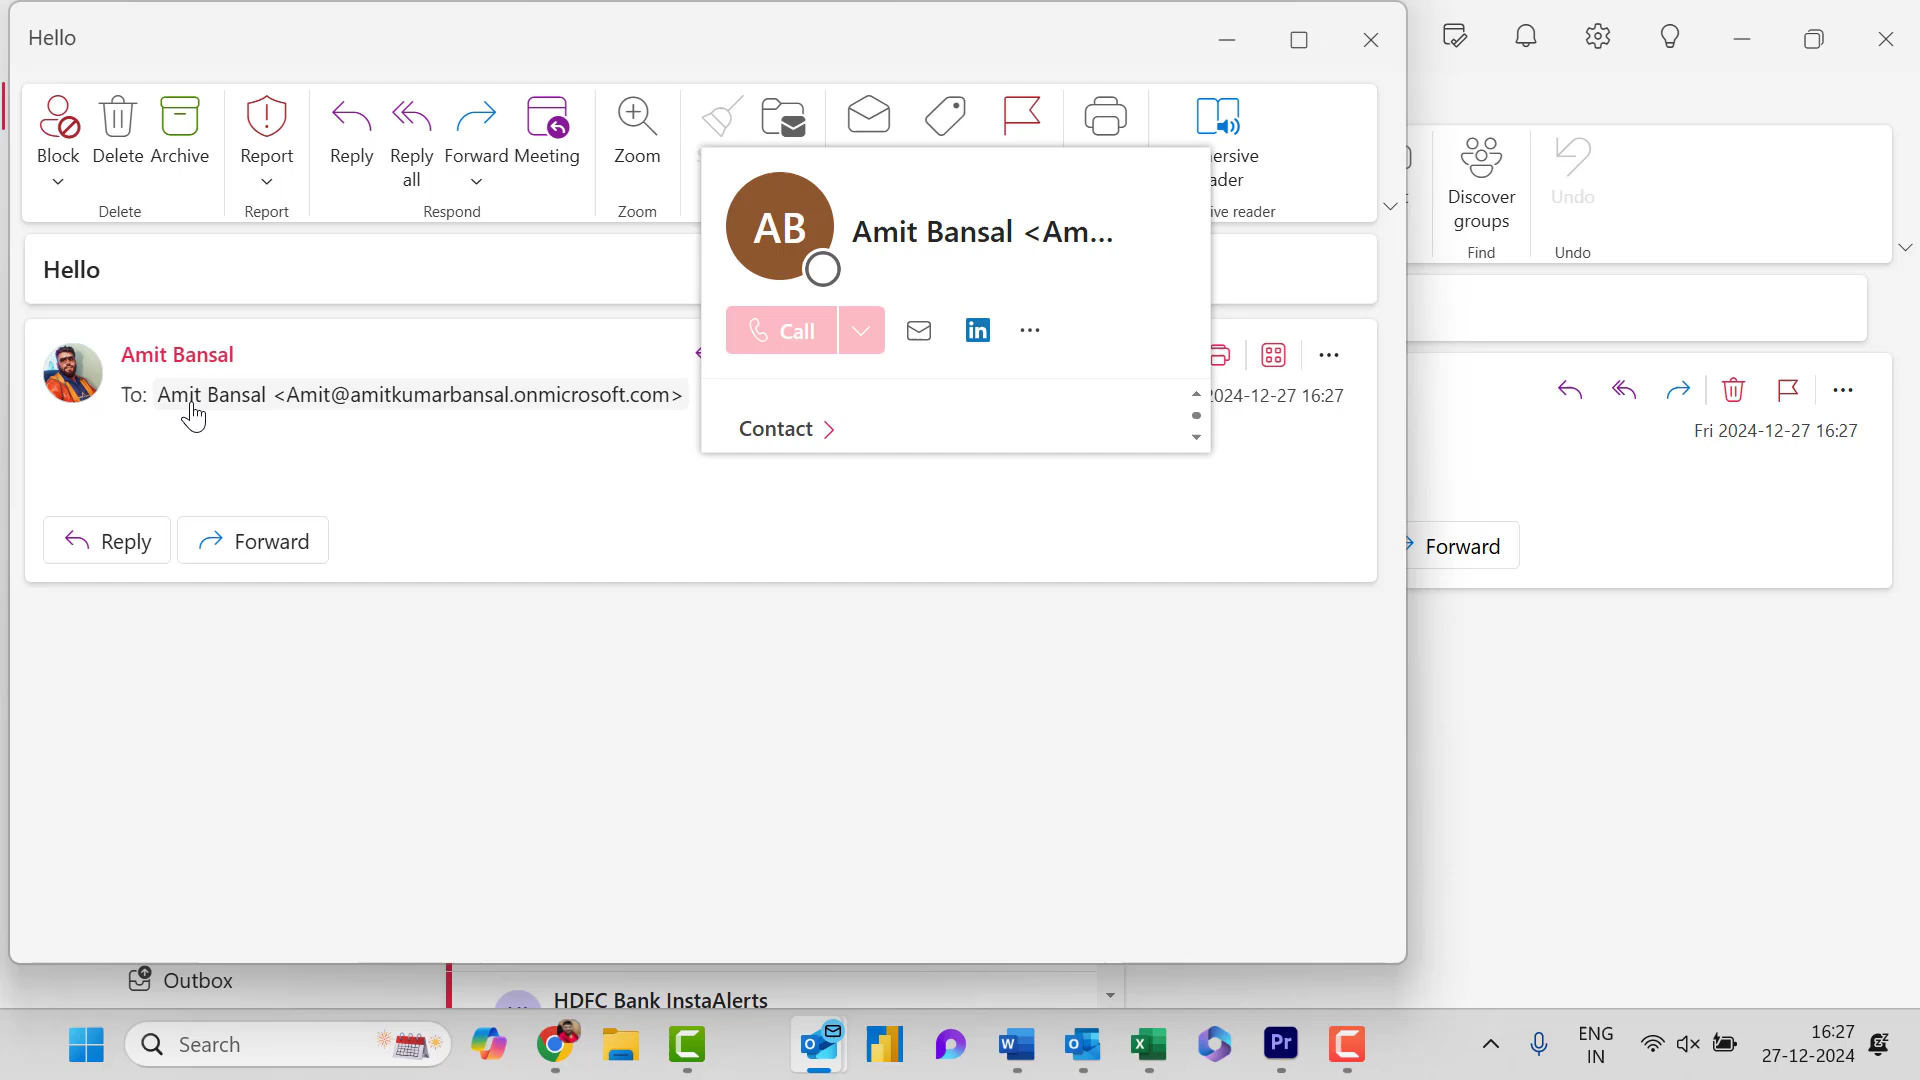 Hello
Block
Delete
Archive
Delete
Report
Report
Reply
Reply
all
Forward
Meeting
Respond
Zoom
Zoom
ersive
ader
ive reader
Discover
groups
Find
Undo
Undo
Hello
AB
Amit Bansal <Am...
Call
in
Contact
Amit Bansal
To: Amit Bansal <Amit@amitkumarbansal.onmicrosoft.com>
2024-12-27 16:27
Fri 2024-12-27 16:27
Reply
Forward
Forward
Outbox
HDFC Bank InstaAlerts
Search
W
O
X
Pr
ENG
IN
16:27
27-12-2024